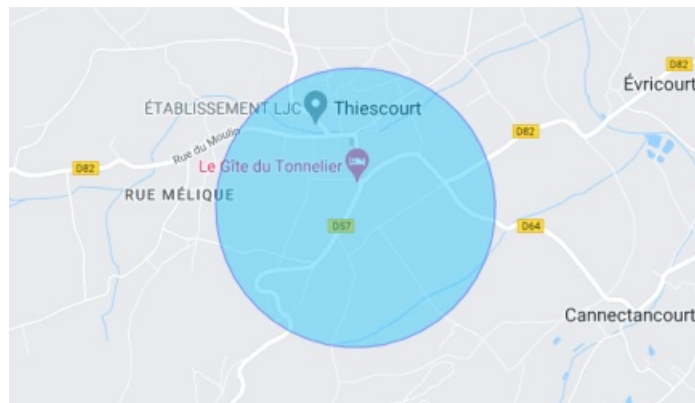 D82
Évricourt
ÉTABLISSEMENT LJC
Thiescourt
Rue du Moulin
D82
D82
Le Gîte du Tonnelier
RUE MÉLIQUE
D57
D64
Cannectancourt